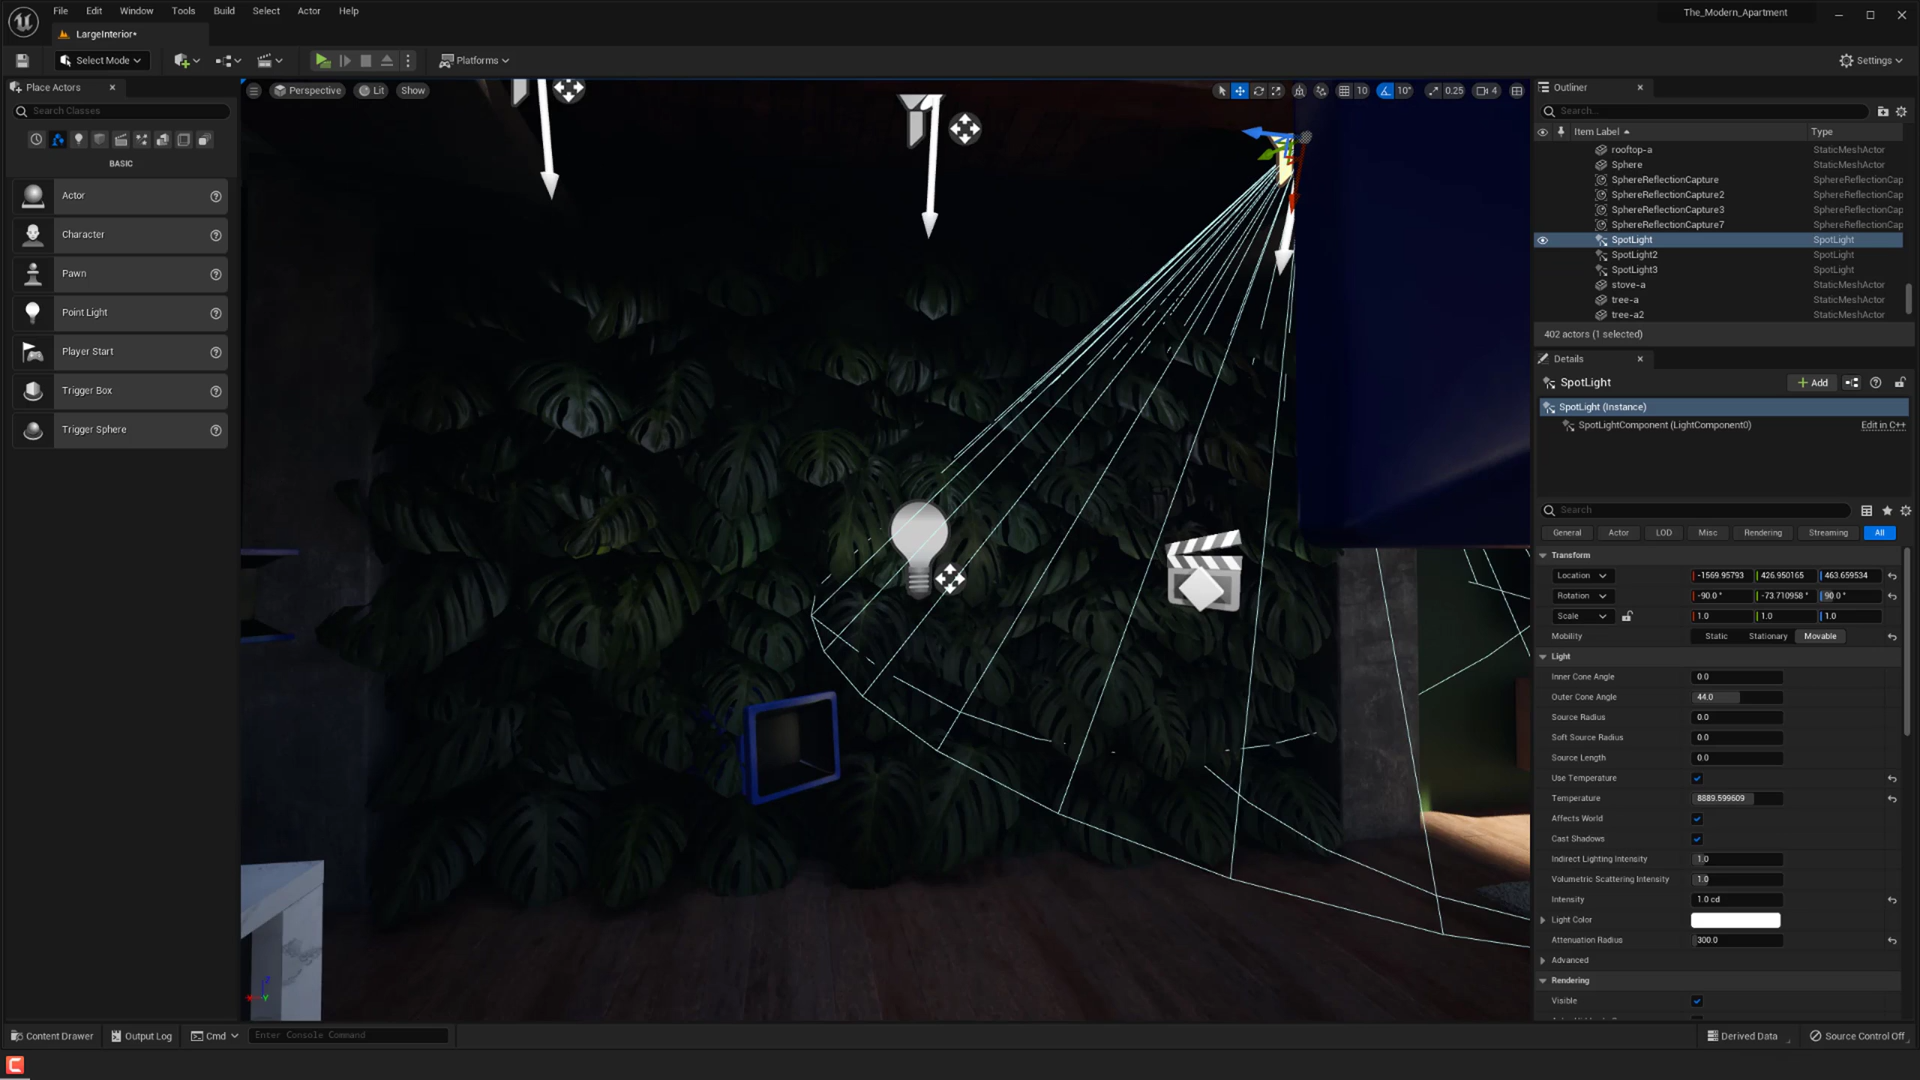 File Edit Window Tools Build Select Actor Help
The_Modern_Apartment
LargeInterior*
Select Mode
Platforms
Settings
Place Actors
Search Classes
BASIC
Actor
Character
Pawn
Point Light
Player Start
Trigger Box
Trigger Sphere
Perspective
Lit
Show
10
10°
0.25
4
Outliner
Search...
Item Label Type
rooftop-a StaticMeshActor
Sphere StaticMeshActor
SphereReflectionCapture SphereReflectionCap
SphereReflectionCapture2 SphereReflectionCap
SphereReflectionCapture3 SphereReflectionCap
SphereReflectionCapture7 SphereReflectionCap
SpotLight SpotLight
SpotLight2 SpotLight
SpotLight3 SpotLight
stove-a StaticMeshActor
tree-a StaticMeshActor
tree-a2 StaticMeshActor
402 actors (1 selected)
Details
SpotLight
Add
SpotLight (Instance)
SpotLightComponent (LightComponent0) Edit in C++
Search
General Actor LOD Misc Rendering Streaming All
Transform
Location -1569.95793 426.950165 463.659534
Rotation -90.0 ° -73.710958 ° 90.0 °
Scale 1.0 1.0 1.0
Mobility Static Stationary Movable
Light
Inner Cone Angle 0.0
Outer Cone Angle 44.0
Source Radius 0.0
Soft Source Radius 0.0
Source Length 0.0
Use Temperature
Temperature 8889.599609
Affects World
Cast Shadows
Indirect Lighting Intensity 1.0
Volumetric Scattering Intensity 1.0
Intensity 1.0 cd
Light Color
Attenuation Radius 300.0
Advanced
Rendering
Visible
Content Drawer
Output Log
Cmd
Enter Console Command
Derived Data
Source Control Off